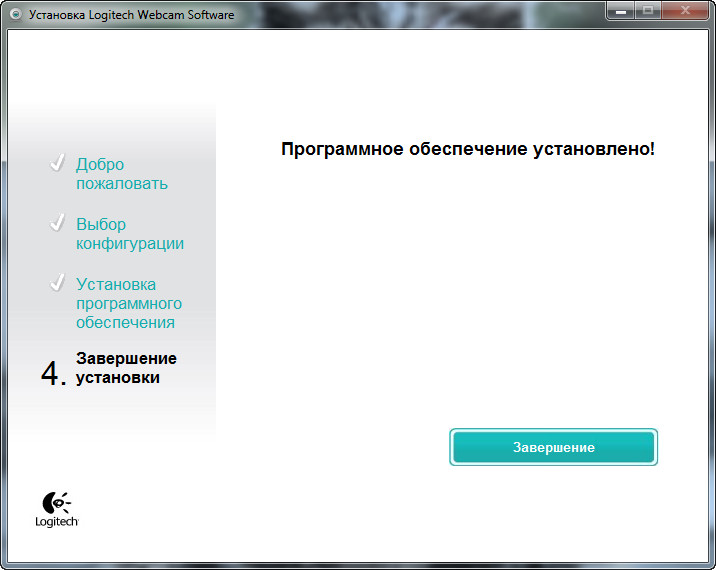 Установка Logitech Webcam Software
Программное обеспечение установлено!
Добро
пожаловать
Выбор
конфигурации
Установка
программного
обеспечения
4. Завершение
установки
Завершение
Logitech